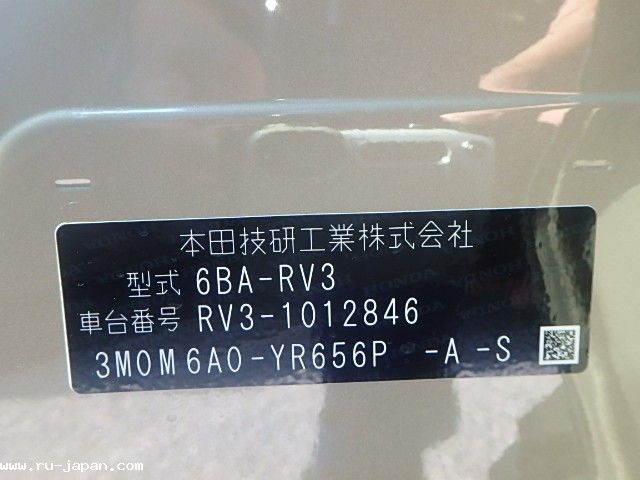 本田技研工業株式会社
型式 6BA-RV3
車台番号 RV3-1012846
3M0M6A0-YR656P -A-S
www.ru-japan.com